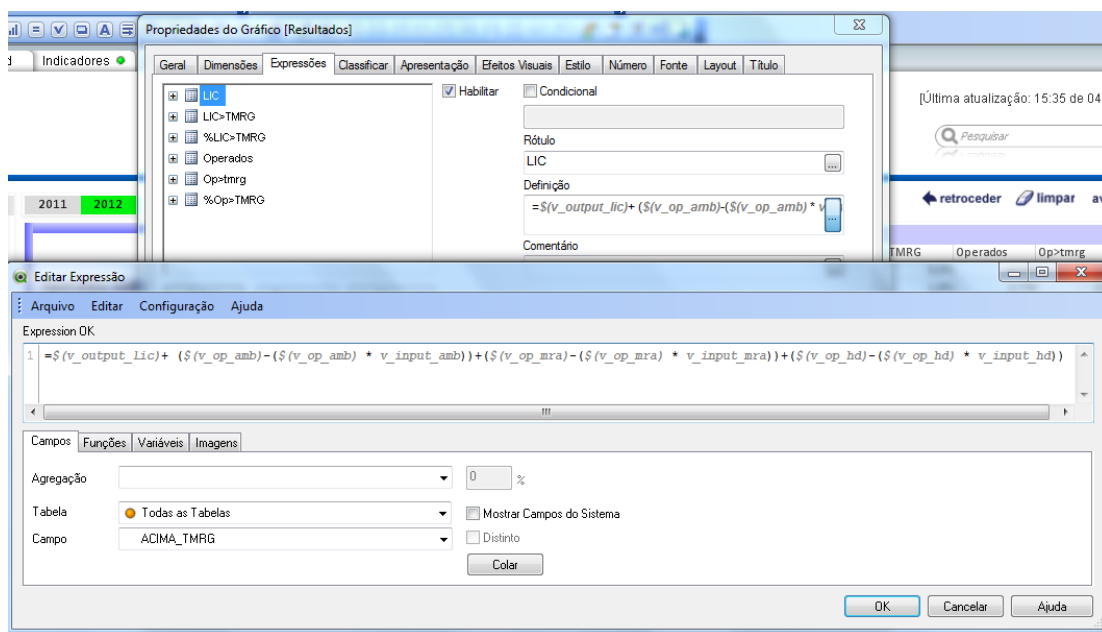 Propriedades do Gráfico [Resultados]
Indicadores
Geral Dimensões Expressões Classificar Apresentação Efeitos Visuais Estilo Número Fonte Layout Título
LIC
LIC>TMRG
%LIC>TMRG
Operados
Op>tmrg
%Op>TMRG
Habilitar
Condicional
Rótulo
LIC
...
Definição
=$(v_output_lic)+ ($(v_op_amb)-($(v_op_amb) * v
...
Comentário
[Última atualização: 15:35 de 04
Pesquisar
2011 2012
retroceder limpar av
TMRG Operados Op>tmrg
Editar Expressão
Arquivo Editar Configuração Ajuda
Expression OK
1 =$(v_output_lic)+ ($(v_op_amb)-($(v_op_amb) * v_input_amb))+($(v_op_mra)-($(v_op_mra) * v_input_mra))+($(v_op_hd)-($(v_op_hd) * v_input_hd))
Campos Funções Variáveis Imagens
Agregação 0 %
Tabela Todas as Tabelas Mostrar Campos do Sistema
Campo ACIMA_TMRG Distinto
Colar
OK Cancelar Ajuda